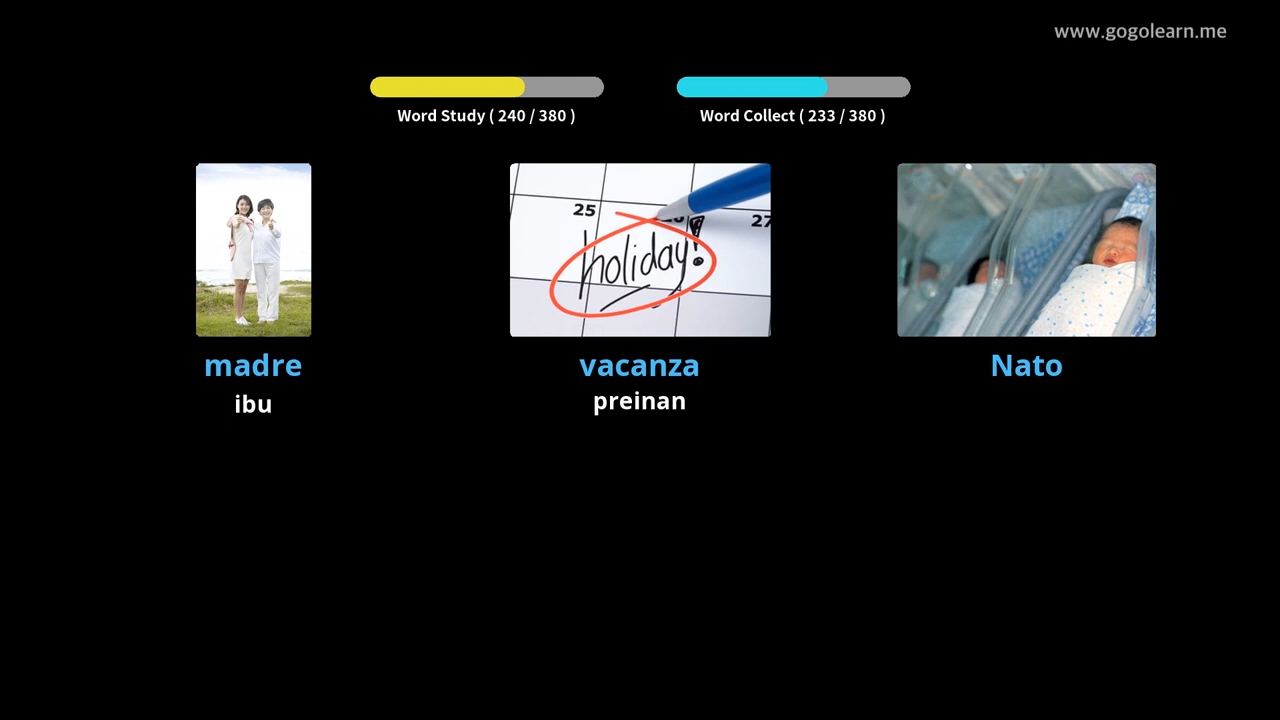 www.gogolearn.me
Word Study ( 240 / 380 )
Word Collect ( 233 / 380 )
25
27
holiday!
madre
vacanza
Nato
ibu
preinan